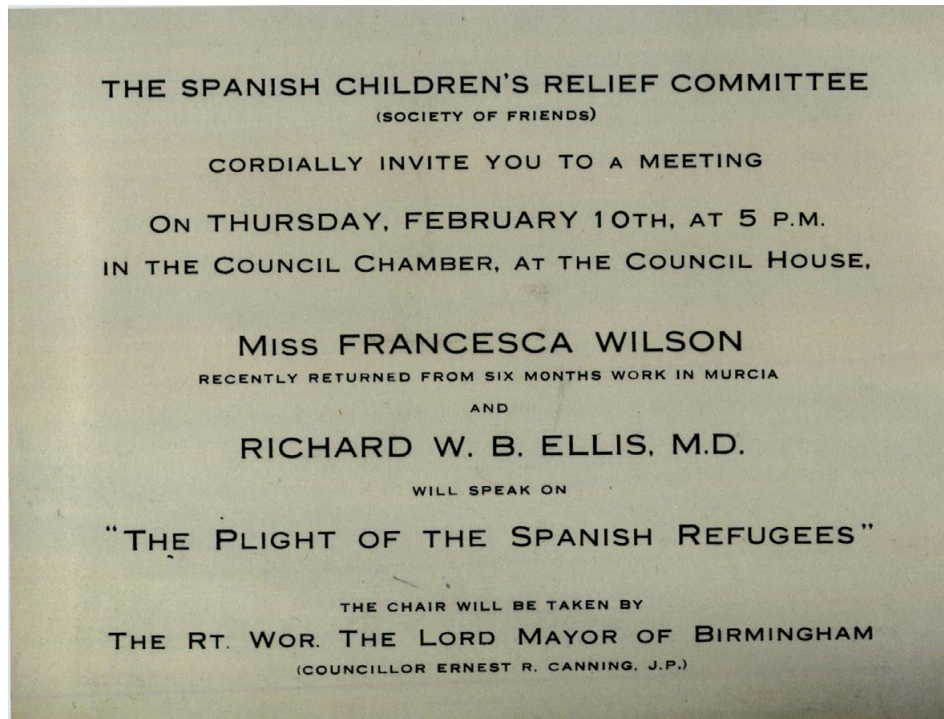 THE SPANISH CHILDREN'S RELIEF COMMITTEE
(SOCIETY OF FRIENDS)
CORDIALLY INVITE YOU TO A MEETING
ON THURSDAY, FEBRUARY 10TH, AT 5 P.M.
IN THE COUNCIL CHAMBER, AT THE COUNCIL HOUSE,
MISS FRANCESCA WILSON
RECENTLY RETURNED FROM SIX MONTHS WORK IN MURCIA
AND
RICHARD W. B. ELLIS, M.D.
WILL SPEAK ON
"THE PLIGHT OF THE SPANISH REFUGEES"
THE CHAIR WILL BE TAKEN BY
THE RT. WOR. THE LORD MAYOR OF BIRMINGHAM
(COUNCILLOR ERNEST R. CANNING, J.P.)